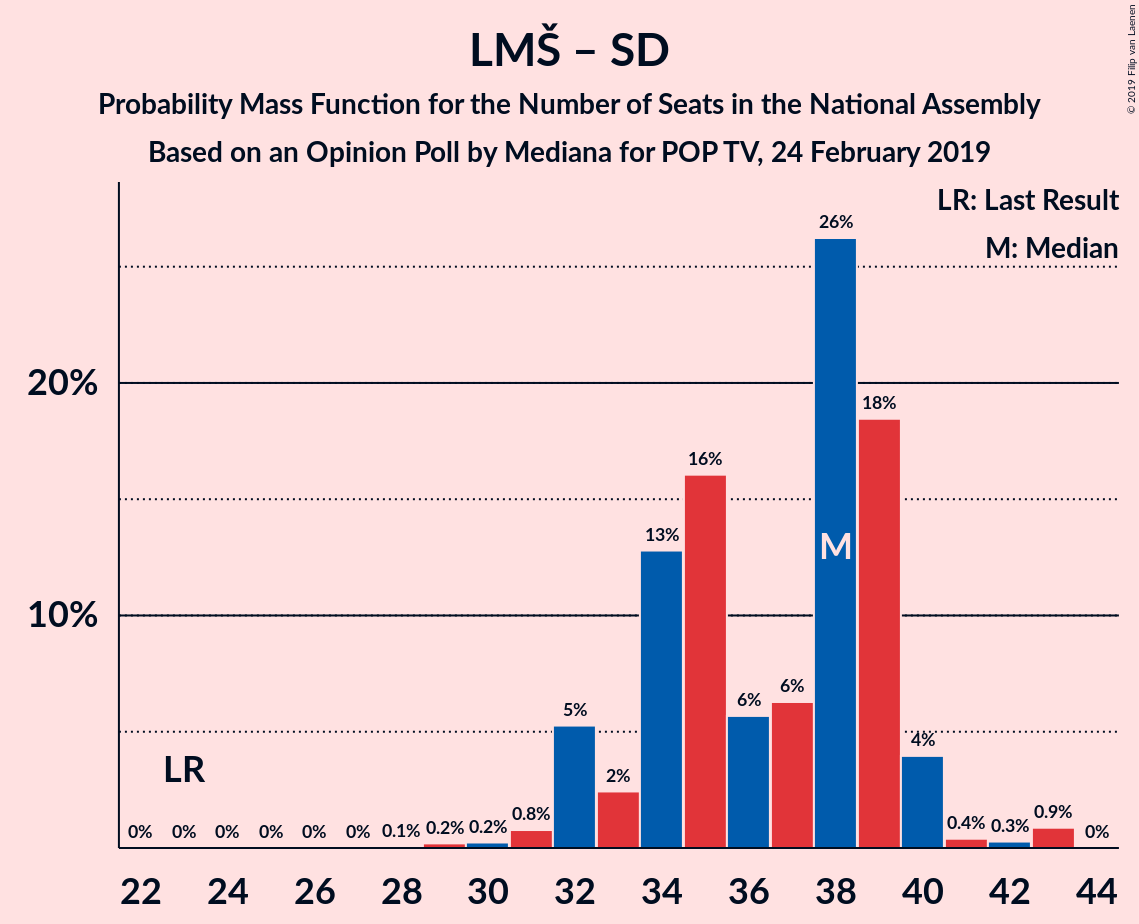 LMŠ – SD
Probability Mass Function for the Number of Seats in the National Assembly
Based on an Opinion Poll by Mediana for POP TV, 24 February 2019
© 2019 Filip van Laenen
LR: Last Result
M: Median
26%
20%
18%
16%
13%
M
10%
6%
6%
5%
4%
LR
2%
0%
0%
0%
0%
0%
0%
0.1%
0.2%
0.2%
0.8%
0.4%
0.3%
0.9%
0%
22 24 26 28 30 32 34 36 38 40 42 44